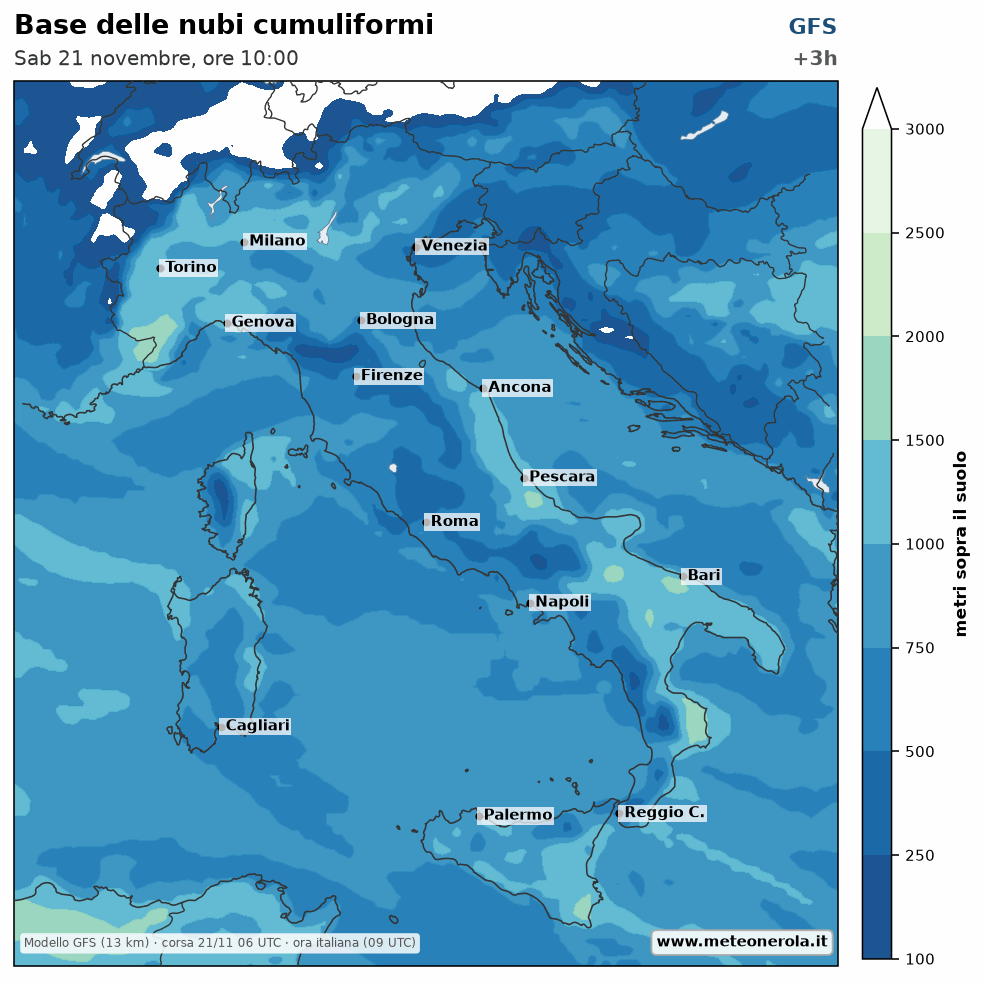 Base delle nubi cumuliformi
GFS
Sab 21 novembre, ore 10:00
+3h
3000
2500
2000
1500
1000
750
500
250
100
metri sopra il suolo
Milano
Venezia
Torino
Genova
Bologna
Firenze
Ancona
Pescara
Roma
Bari
Napoli
Cagliari
Palermo
Reggio C.
Modello GFS (13 km) · corsa 21/11 06 UTC · ora italiana (09 UTC)
www.meteonerola.it